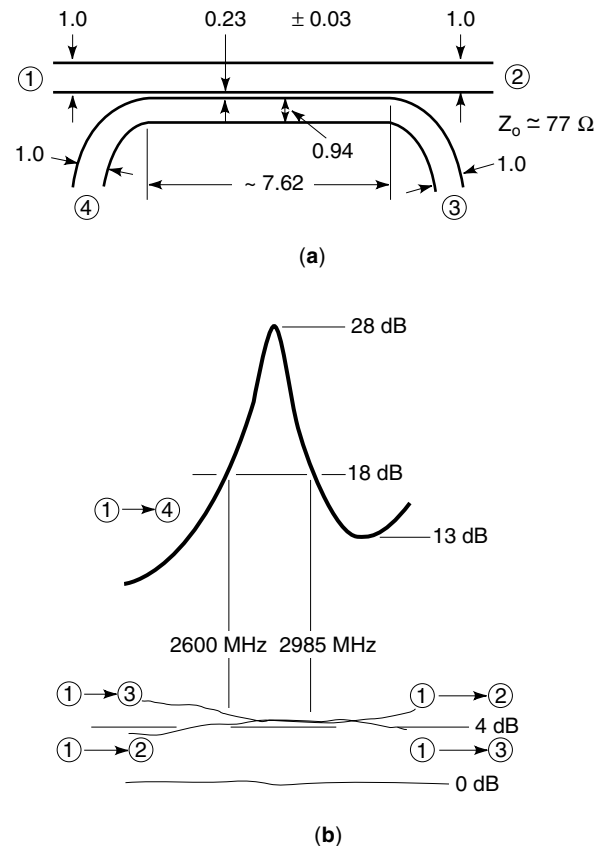 1.0 0.23 ± 0.03 1.0
① ②
Z₀ ≃ 77 Ω
1.0 0.94 1.0
~ 7.62
④ ③
(a)
28 dB
18 dB
① → ④
13 dB
2600 MHz 2985 MHz
① → ③ ① → ②
4 dB
① → ② ① → ③
0 dB
(b)